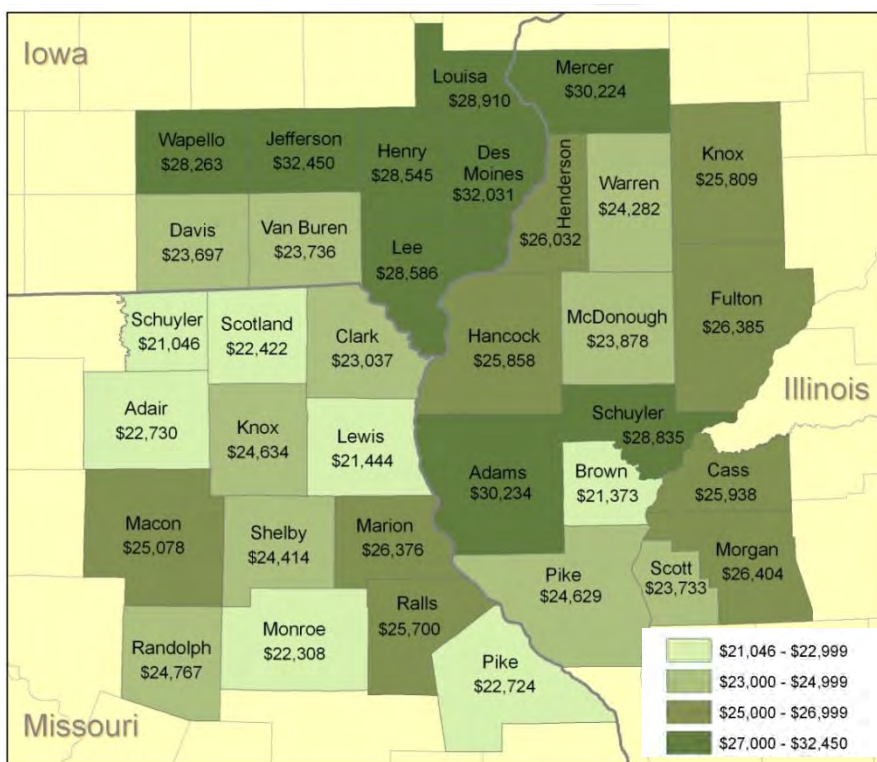 Iowa
Louisa
$28,910
Mercer
$30,224
Wapello
$28,263
Jefferson
$32,450
Henry
$28,545
Des
Moines
$32,031
Henderson
$26,032
Warren
$24,282
Knox
$25,809
Davis
$23,697
Van Buren
$23,736
Lee
$28,586
Schuyler
$21,046
Scotland
$22,422
Clark
$23,037
Hancock
$25,858
McDonough
$23,878
Fulton
$26,385
Illinois
Adair
$22,730
Knox
$24,634
Lewis
$21,444
Adams
$30,234
Schuyler
$28,835
Brown
$21,373
Cass
$25,938
Macon
$25,078
Shelby
$24,414
Marion
$26,376
Pike
$24,629
Scott
$23,733
Morgan
$26,404
Randolph
$24,767
Monroe
$22,308
Ralls
$25,700
Pike
$22,724
Missouri
$21,046 - $22,999
$23,000 - $24,999
$25,000 - $26,999
$27,000 - $32,450